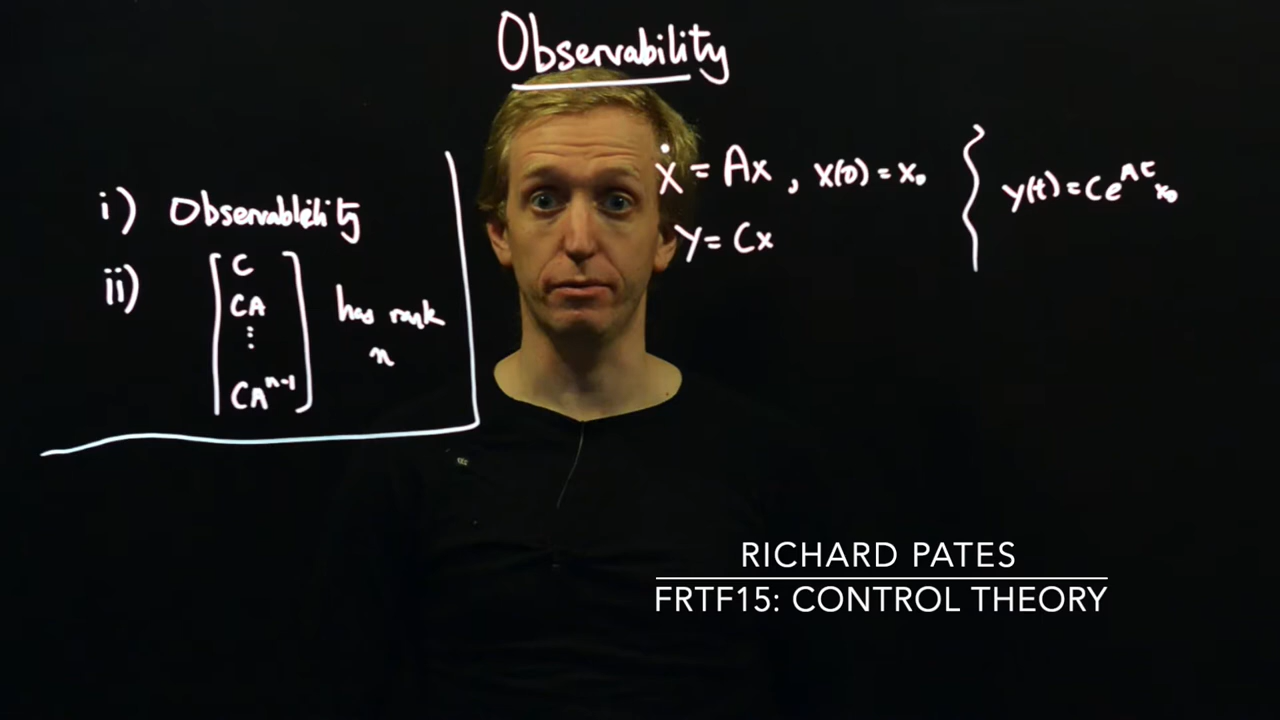 Observability
i) Observability
ii) [C
CA
⋮
CAⁿ⁻¹] has rank
n
ẋ = Ax, x(0) = x₀
y = Cx
} y(t) = Ce^{At}x₀
RICHARD PATES
FRTF15: CONTROL THEORY